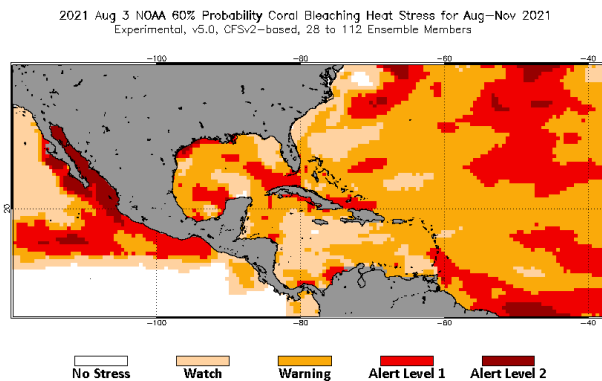 2021 Aug 3 NOAA 60% Probability Coral Bleaching Heat Stress for Aug-Nov 2021
Experimental, v5.0, CFSv2-based, 28 to 112 Ensemble Members
-100 -80 -60 -40
20
-100 -80 -60 -40
No Stress Watch Warning Alert Level 1 Alert Level 2